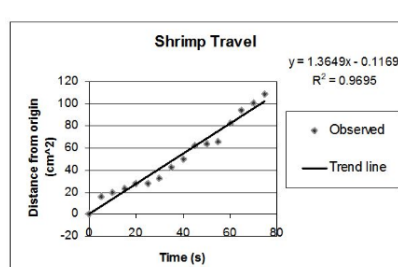 Shrimp Travel
y = 1.3649x - 0.1169
R² = 0.9695
Distance from origin
(cm^2)
120
100
80
60
40
20
0
-20
0 20 40 60 80
Time (s)
Observed
Trend line